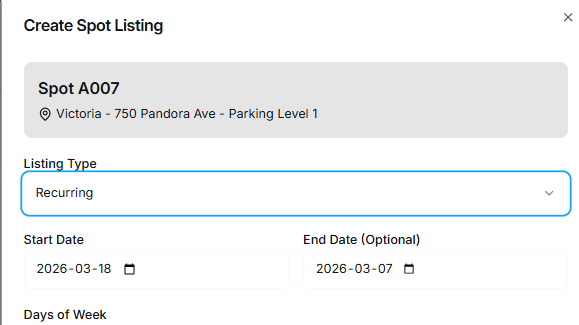 Create Spot Listing
Spot A007
Victoria - 750 Pandora Ave - Parking Level 1
Listing Type
Recurring
Start Date
End Date (Optional)
2026-03-18
2026-03-07
Days of Week